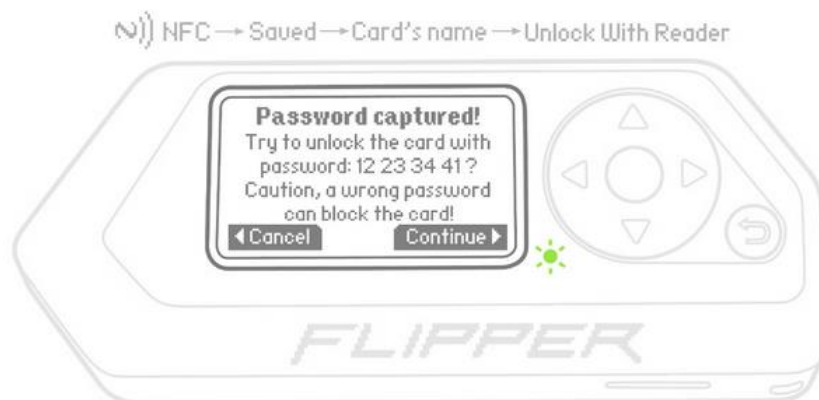 NFC→Saved→Card's name→Unlock With Reader
Password captured!
Try to unlock the card with
password: 12 23 34 41?
Caution, a wrong password
can block the card!
Cancel Continue
FLIPPER